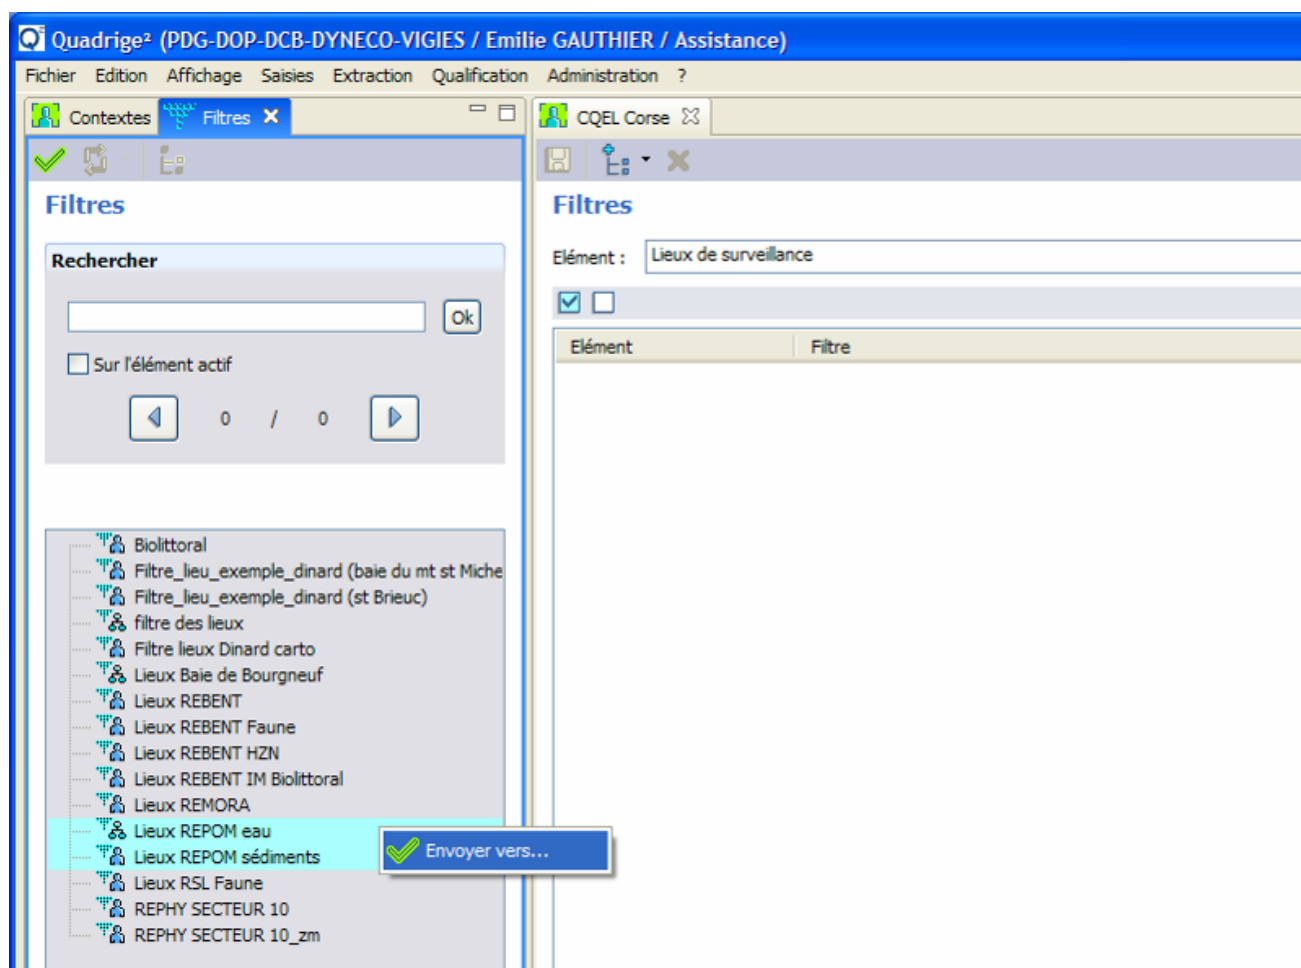 Quadrige² (PDG-DOP-DCB-DYNECO-VIGIES / Emilie GAUTHIER / Assistance)
Fichier Edition Affichage Saisies Extraction Qualification Administration ?
Contextes Filtres CQEL Corse
Filtres
Rechercher
Ok
Sur l'élément actif
0 / 0
Biolittoral
Filtre_lieu_exemple_dinard (baie du mt st Miche
Filtre_lieu_exemple_dinard (st Brieuc)
filtre des lieux
Filtre lieux Dinard carto
Lieux Baie de Bourgneuf
Lieux REBENT
Lieux REBENT Faune
Lieux REBENT HZN
Lieux REBENT IM Biolittoral
Lieux REMORA
Lieux REPOM eau
Lieux REPOM sédiments
Lieux RSL Faune
REPHY SECTEUR 10
REPHY SECTEUR 10_zm
Envoyer vers...
Filtres
Elément : Lieux de surveillance
Elément Filtre